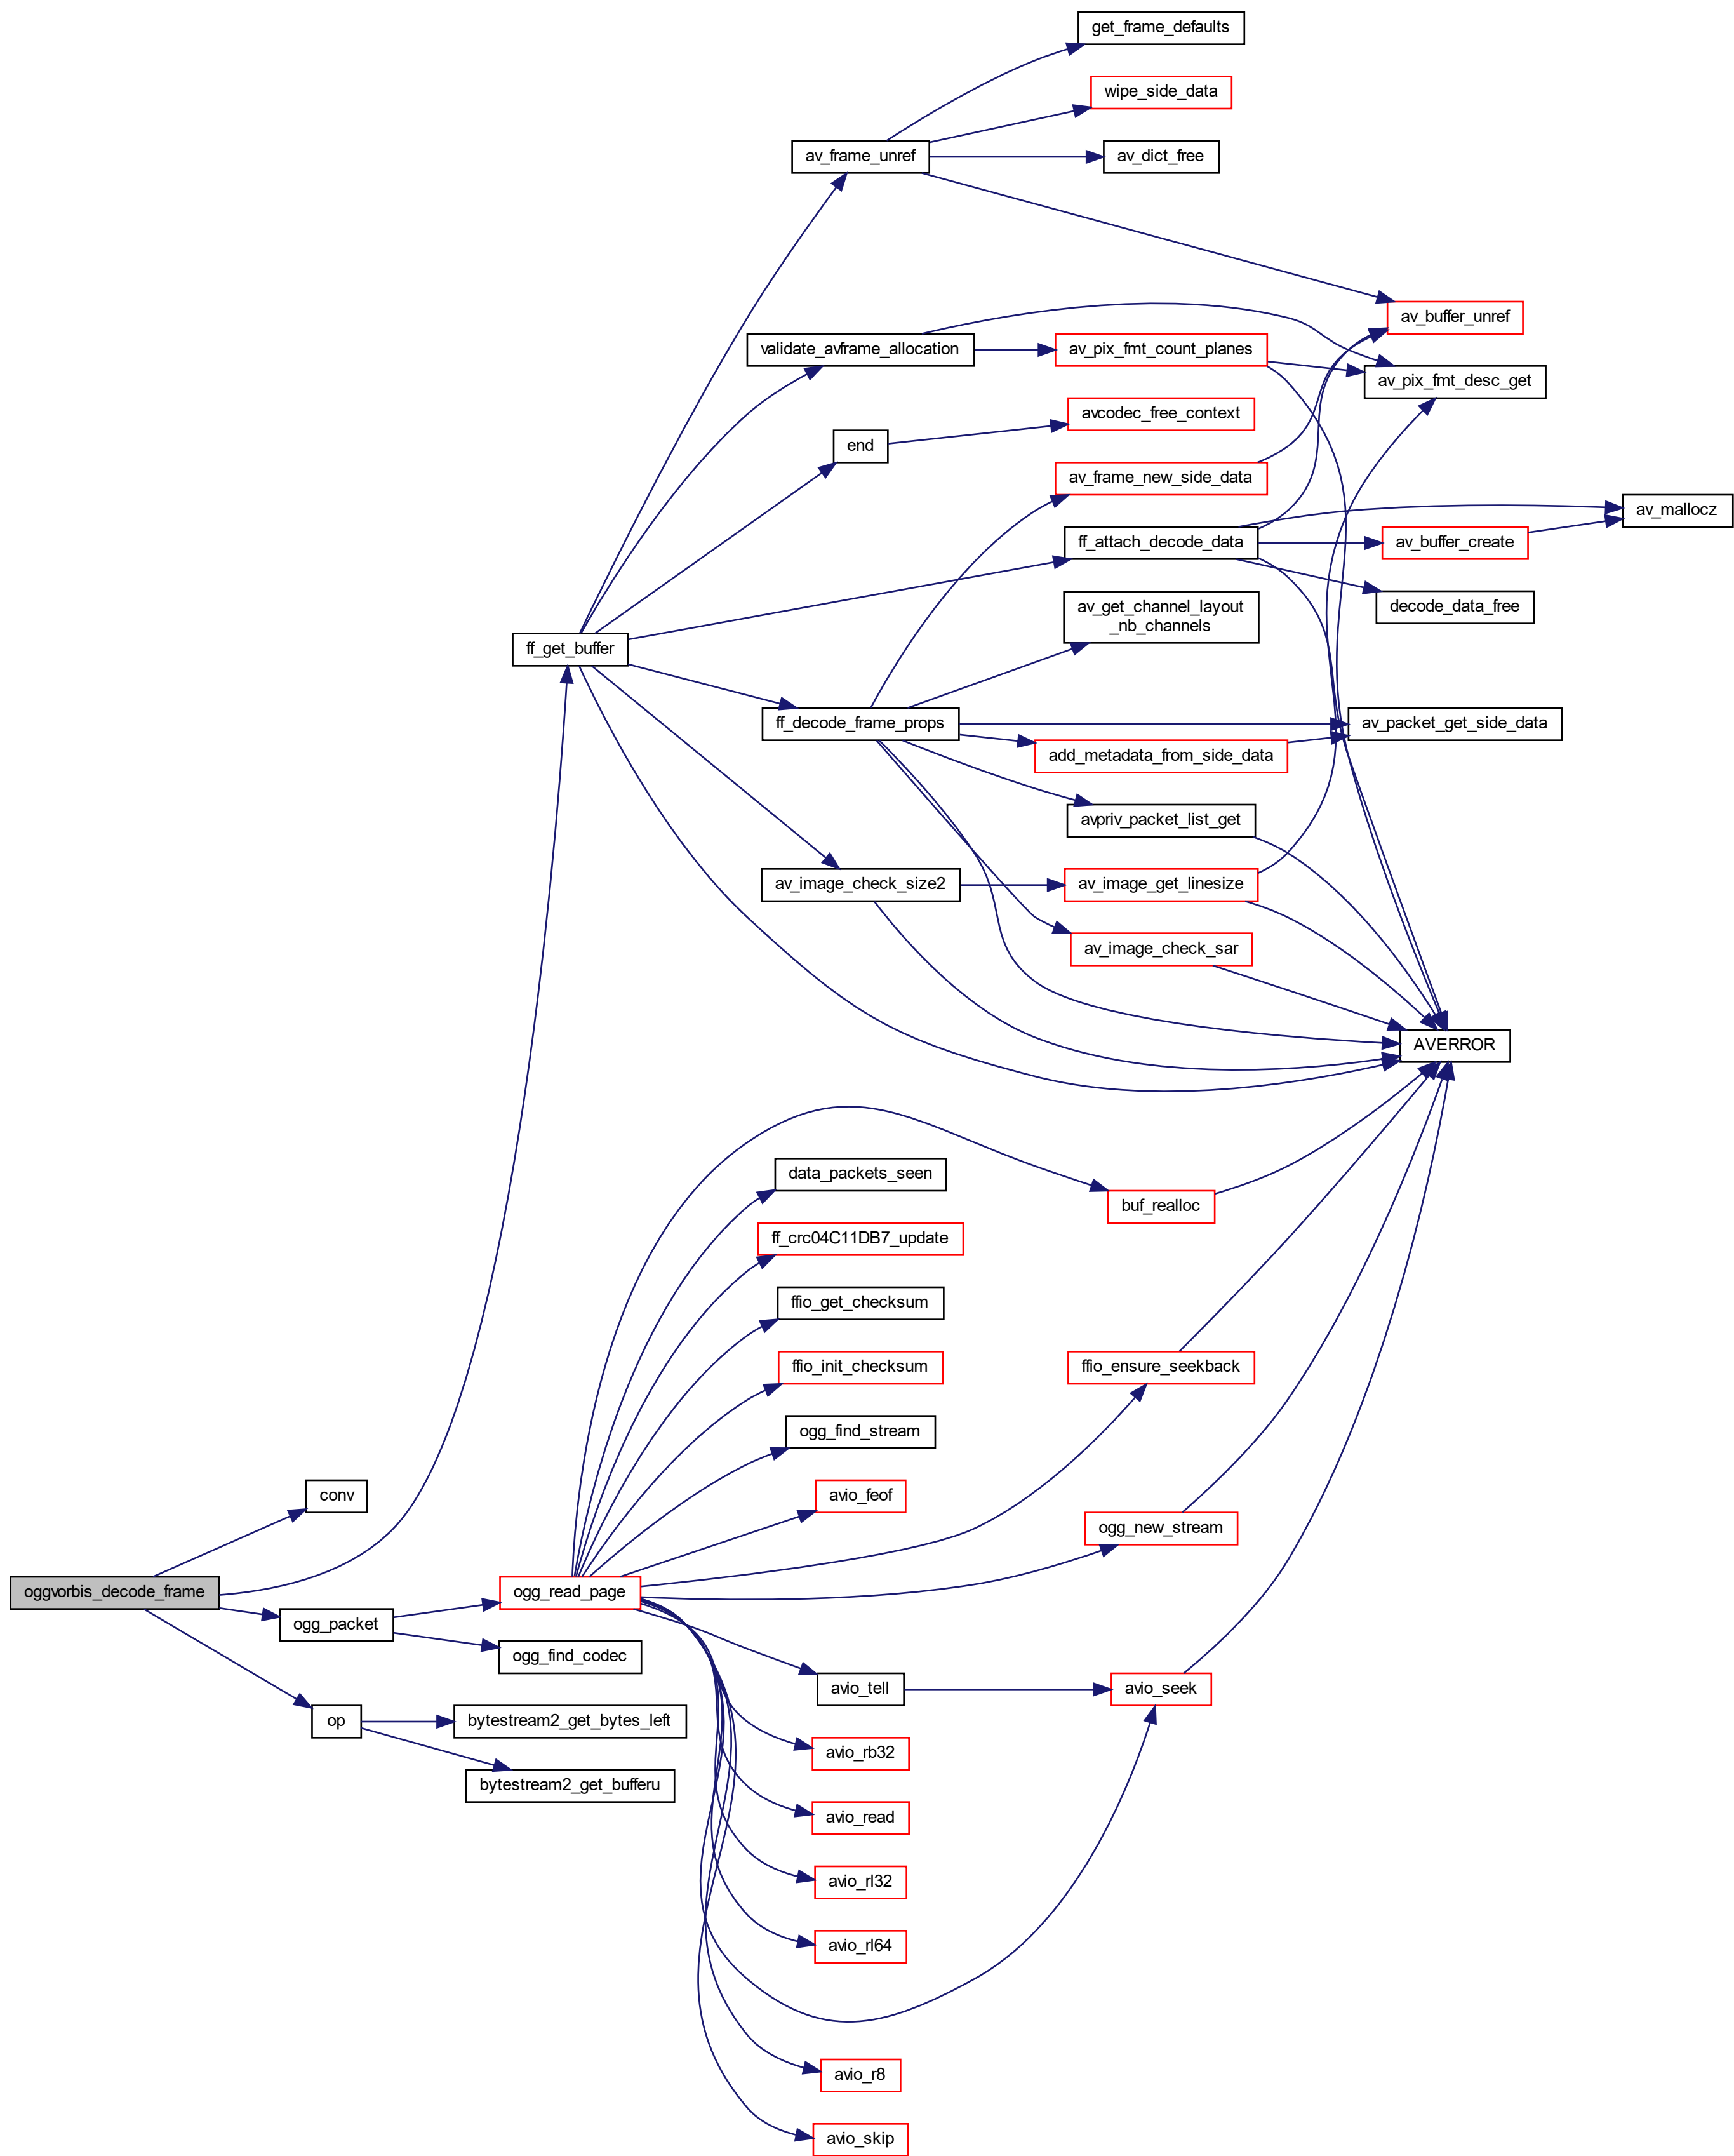 get_frame_defaults
wipe_side_data
av_frame_unref
av_dict_free
av_buffer_unref
validate_avframe_allocation
av_pix_fmt_count_planes
av_pix_fmt_desc_get
avcodec_free_context
end
av_frame_new_side_data
av_mallocz
ff_attach_decode_data
av_buffer_create
decode_data_free
av_get_channel_layout
_nb_channels
ff_get_buffer
ff_decode_frame_props
av_packet_get_side_data
add_metadata_from_side_data
avpriv_packet_list_get
av_image_check_size2
av_image_get_linesize
av_image_check_sar
AVERROR
data_packets_seen
buf_realloc
ff_crc04C11DB7_update
ffio_get_checksum
ffio_init_checksum
ffio_ensure_seekback
ogg_find_stream
conv
avio_feof
ogg_new_stream
oggvorbis_decode_frame
ogg_read_page
ogg_packet
ogg_find_codec
avio_tell
avio_seek
op
bytestream2_get_bytes_left
avio_rb32
bytestream2_get_bufferu
avio_read
avio_rl32
avio_rl64
avio_r8
avio_skip